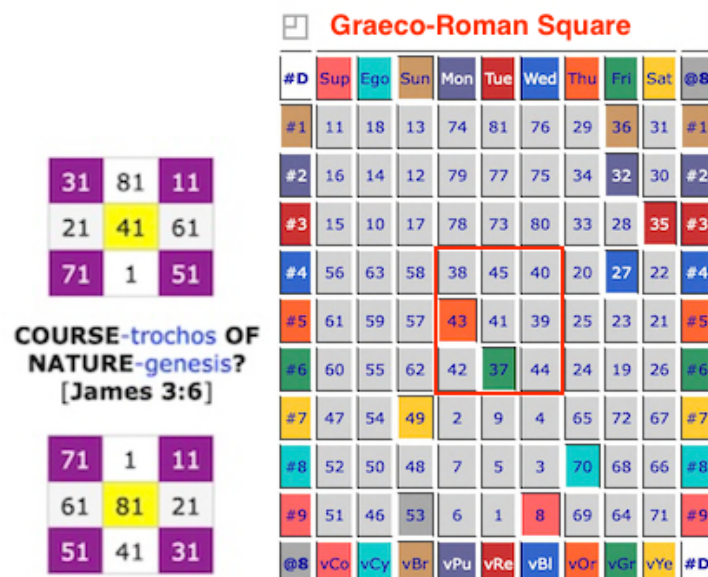 Graeco-Roman Square
#D Sup Ego Sun Mon Tue Wed Thu Fri Sat @8
#1 11 18 13 74 81 76 29 36 31 #1
#2 16 14 12 79 77 75 34 32 30 #2
#3 15 10 17 78 73 80 33 28 35 #3
#4 56 63 58 38 45 40 20 27 22 #4
#5 61 59 57 43 41 39 25 23 21 #5
#6 60 55 62 42 37 44 24 19 26 #6
#7 47 54 49 2 9 4 65 72 67 #7
#8 52 50 48 7 5 3 70 68 66 #8
#9 51 46 53 6 1 8 69 64 71 #9
@8 vCo vCy vBr vPu vRe vBl vOr vGr vYe #D
31 81 11
21 41 61
71 1 51
COURSE-trochos OF
NATURE-genesis?
[James 3:6]
71 1 11
61 81 21
51 41 31